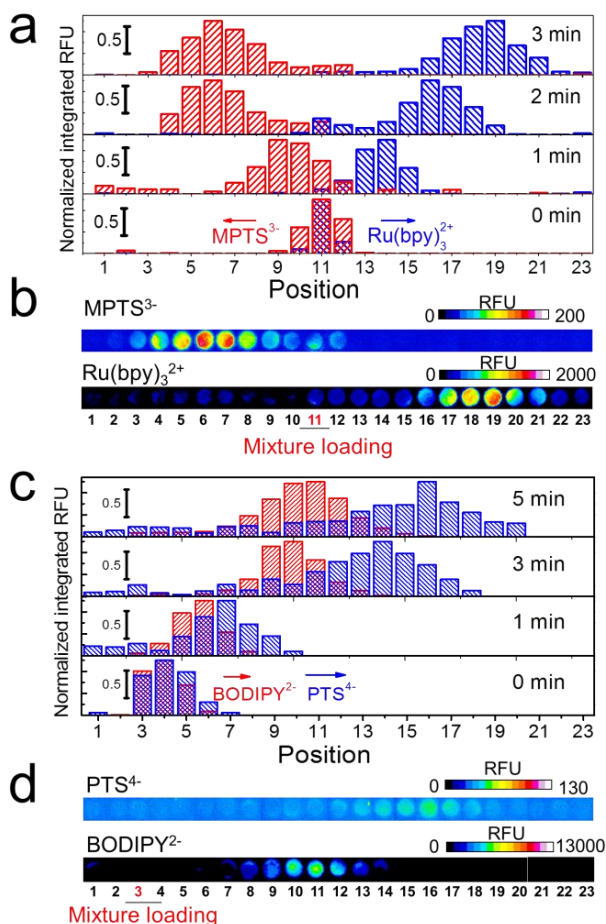 a
Normalized integrated RFU
0.5 3 min
0.5 2 min
0.5 1 min
0.5 0 min
MPTS3- Ru(bpy)32+
1 3 5 7 9 11 13 15 17 19 21 23
Position
b
MPTS3-
RFU
0 200
Ru(bpy)32+
RFU
0 2000
1 2 3 4 5 6 7 8 9 10 11 12 13 14 15 16 17 18 19 20 21 22 23
Mixture loading
c
Normalized integrated RFU
0.5 5 min
0.5 3 min
0.5 1 min
0.5 0 min
BODIPY2- PTS4-
1 3 5 7 9 11 13 15 17 19 21 23
Position
d
PTS4-
RFU
0 130
BODIPY2-
RFU
0 13000
1 2 3 4 5 6 7 8 9 10 11 12 13 14 15 16 17 18 19 20 21 22 23
Mixture loading